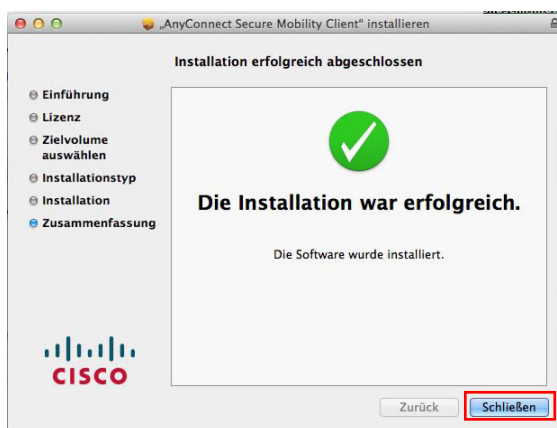 „AnyConnect Secure Mobility Client“ installieren
Installation erfolgreich abgeschlossen
Einführung
Lizenz
Zielvolume
auswählen
Installationstyp
Installation
Zusammenfassung
Die Installation war erfolgreich.
Die Software wurde installiert.
CISCO
Zurück
Schließen